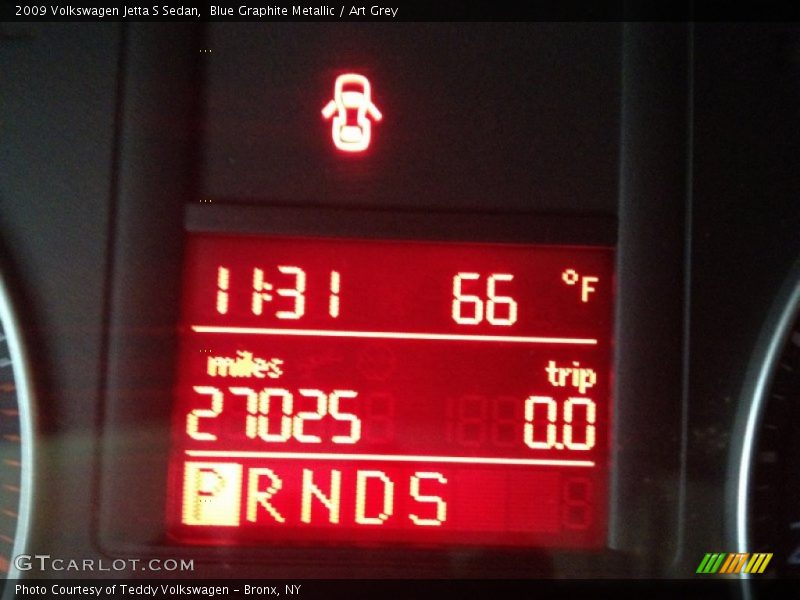 2009 Volkswagen Jetta S Sedan,  Blue Graphite Metallic / Art Grey
11:31 66 °F
miles trip
27025 0.0
P R N D S
GTCARLOT.COM
Photo Courtesy of Teddy Volkswagen - Bronx, NY